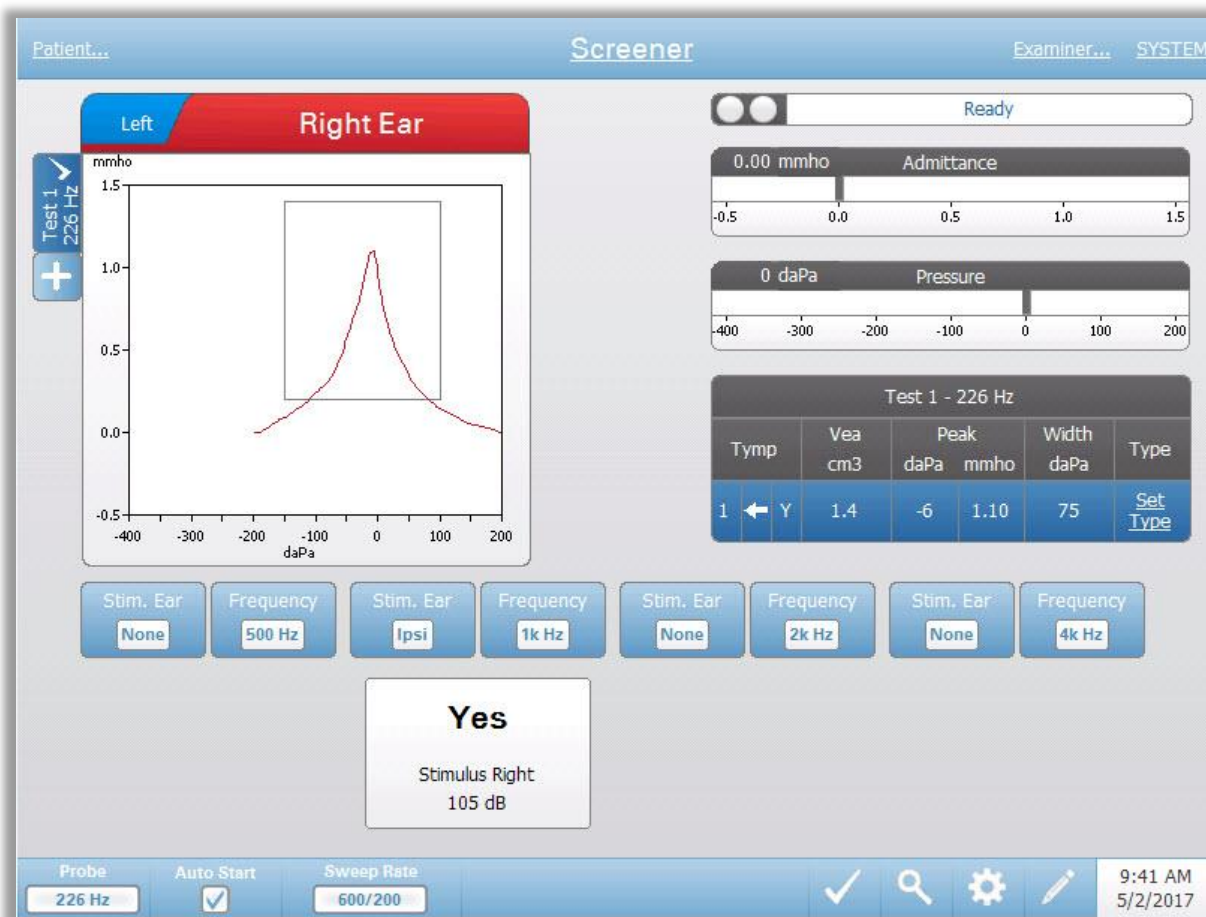 Patient...
Screener
Examiner...
SYSTEM
Left
Right Ear
Ready
Test 1
226 Hz
mmho
1.5
1.0
0.5
0.0
-0.5
-400 -300 -200 -100 0 100 200
daPa
0.00 mmho Admittance
-0.5 0.0 0.5 1.0 1.5
0 daPa Pressure
-400 -300 -200 -100 0 100 200
Test 1 - 226 Hz
Tymp Vea Peak Width Type
cm3 daPa mmho daPa
1 Y 1.4 -6 1.10 75 Set
Type
Stim. Ear Frequency Stim. Ear Frequency Stim. Ear Frequency Stim. Ear Frequency
None 500 Hz Ipsi 1k Hz None 2k Hz None 4k Hz
Yes
Stimulus Right
105 dB
Probe Auto Start Sweep Rate
226 Hz 600/200
9:41 AM
5/2/2017